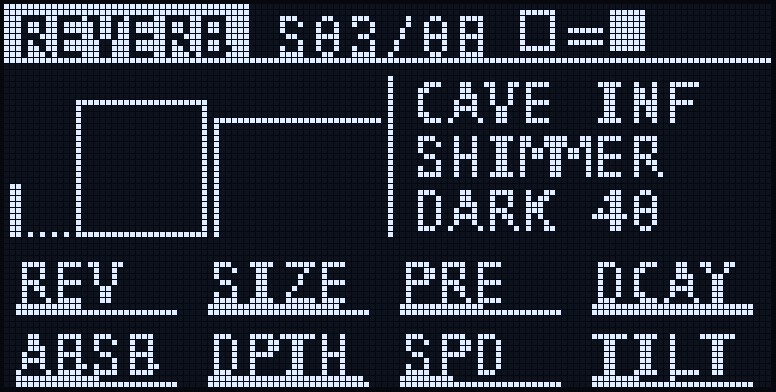 REVERB S03/08 □=■
CAVE INF
SHIMMER
DARK 40
REV SIZE PRE DCAY
ABSB DPTH SPD TILT